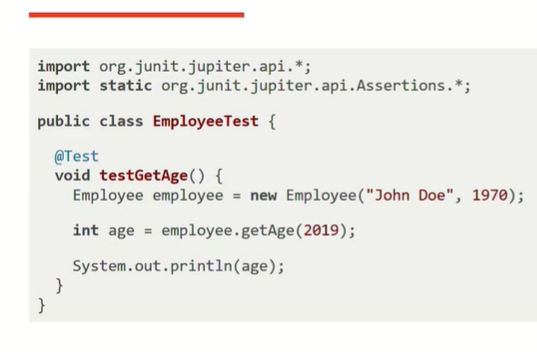 import org.junit.jupiter.api.*;
import static org.junit.jupiter.api.Assertions.*;
public class EmployeeTest {
@Test
void testGetAge() {
Employee employee = new Employee("John Doe", 1970);
int age = employee.getAge(2019);
System.out.println(age);
}
}